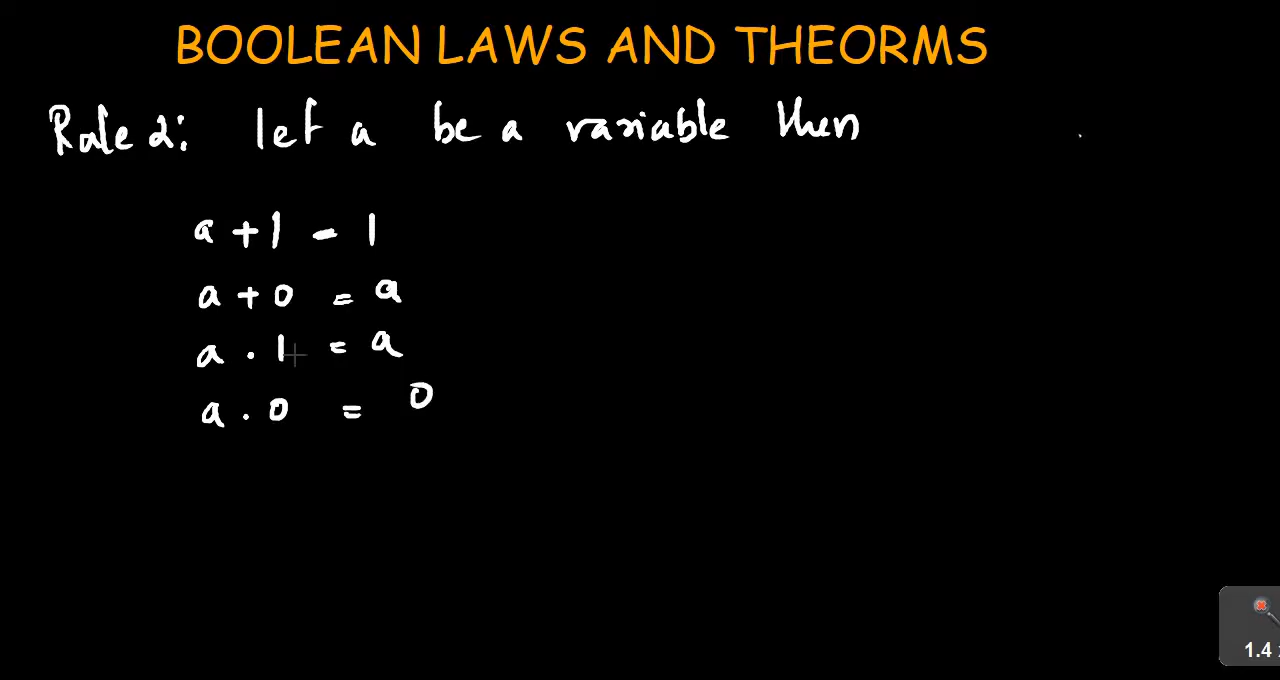 BOOLEAN LAWS AND THEORMS
Rule 2: let a be a variable then
a + 1 = 1
a + 0 = a
a . 1 = a
a . 0 = 0
1.4